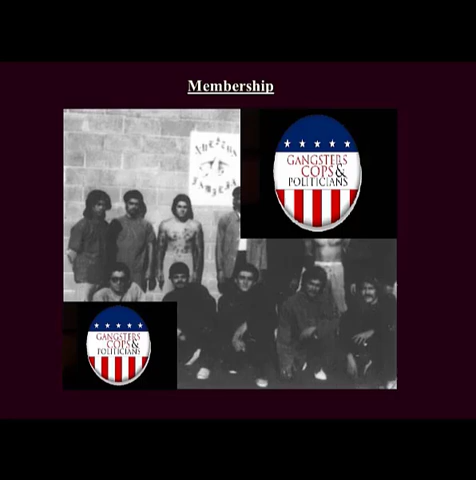 Membership
GANGSTERS
COPS&
POLITICIANS
GANGSTERS
COPS&
POLITICIANS